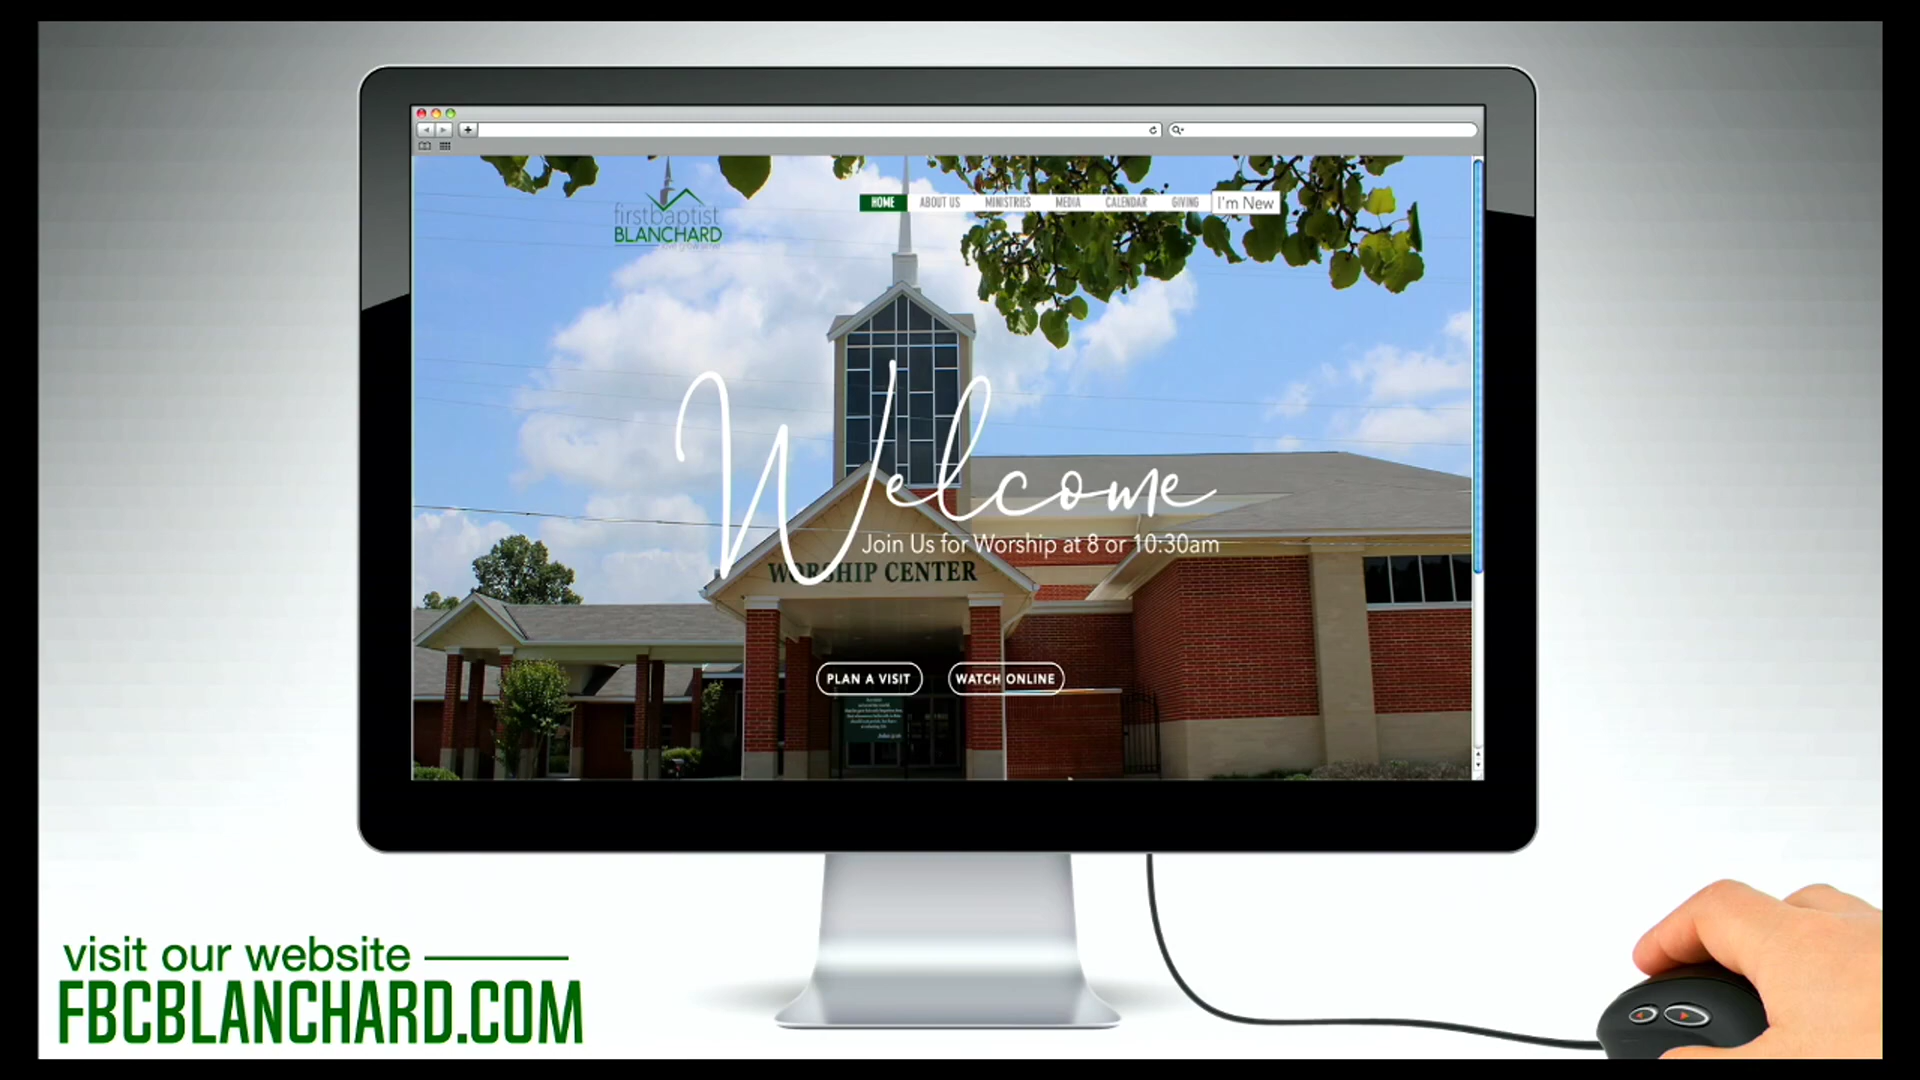 firstbaptist
BLANCHARD
HOME ABOUT US MINISTRIES MEDIA CALENDAR GIVING I'm New
Welcome
Join Us for Worship at 8 or 10:30am
WORSHIP CENTER
PLAN A VISIT WATCH ONLINE
visit our website
FBCBLANCHARD.COM